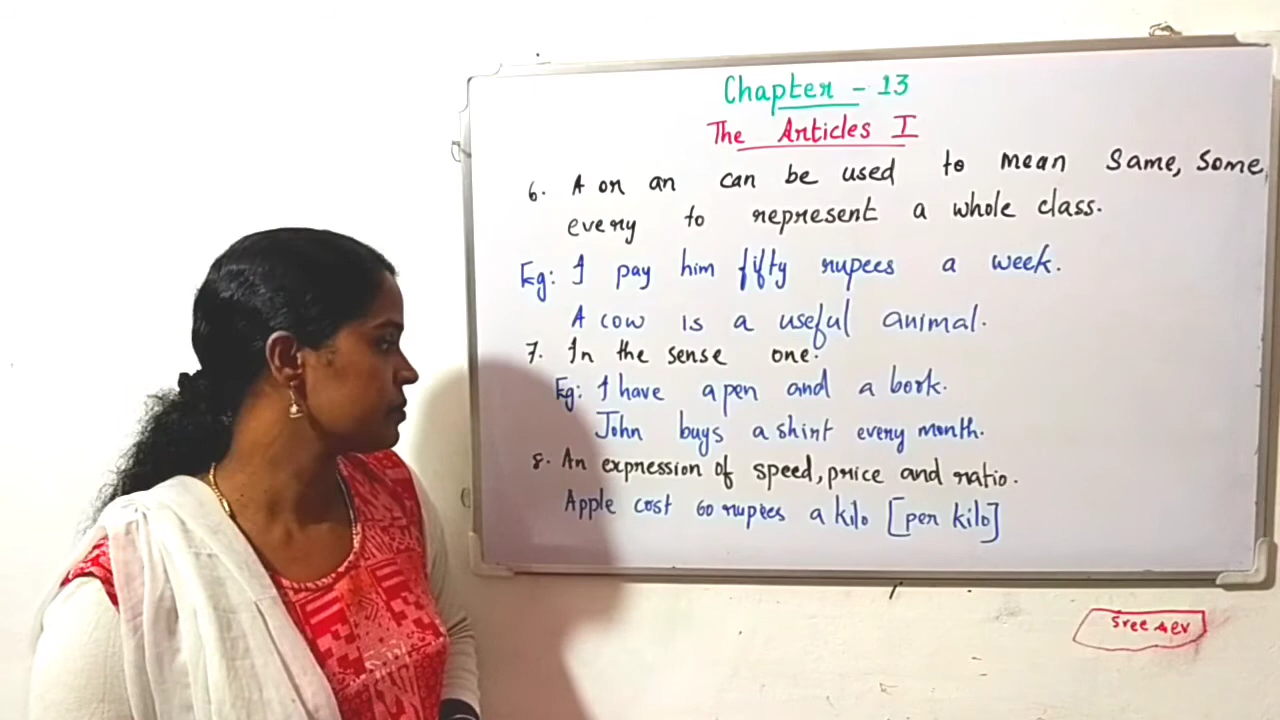 Chapter - 13
The Articles I
6. A or an can be used to mean Same, Some,
every to represent a whole class.
Eg: I pay him fifty rupees a week.
A cow is a useful animal.
7. In the sense one.
Eg: I have a pen and a book.
John buys a shirt every month.
8. An expression of speed, price and ratio.
Apple cost 60 rupees a kilo [per kilo]
Sree